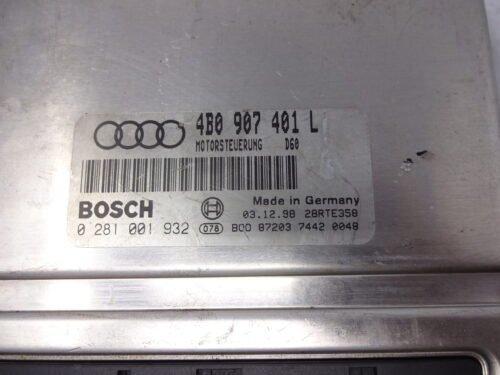 4B0 907 401 L
MOTORSTEUERUNG D60
BOSCH
Made in Germany
03.12.98 28RTE358
0 281 001 932 078 BOO 87203 7442 0048